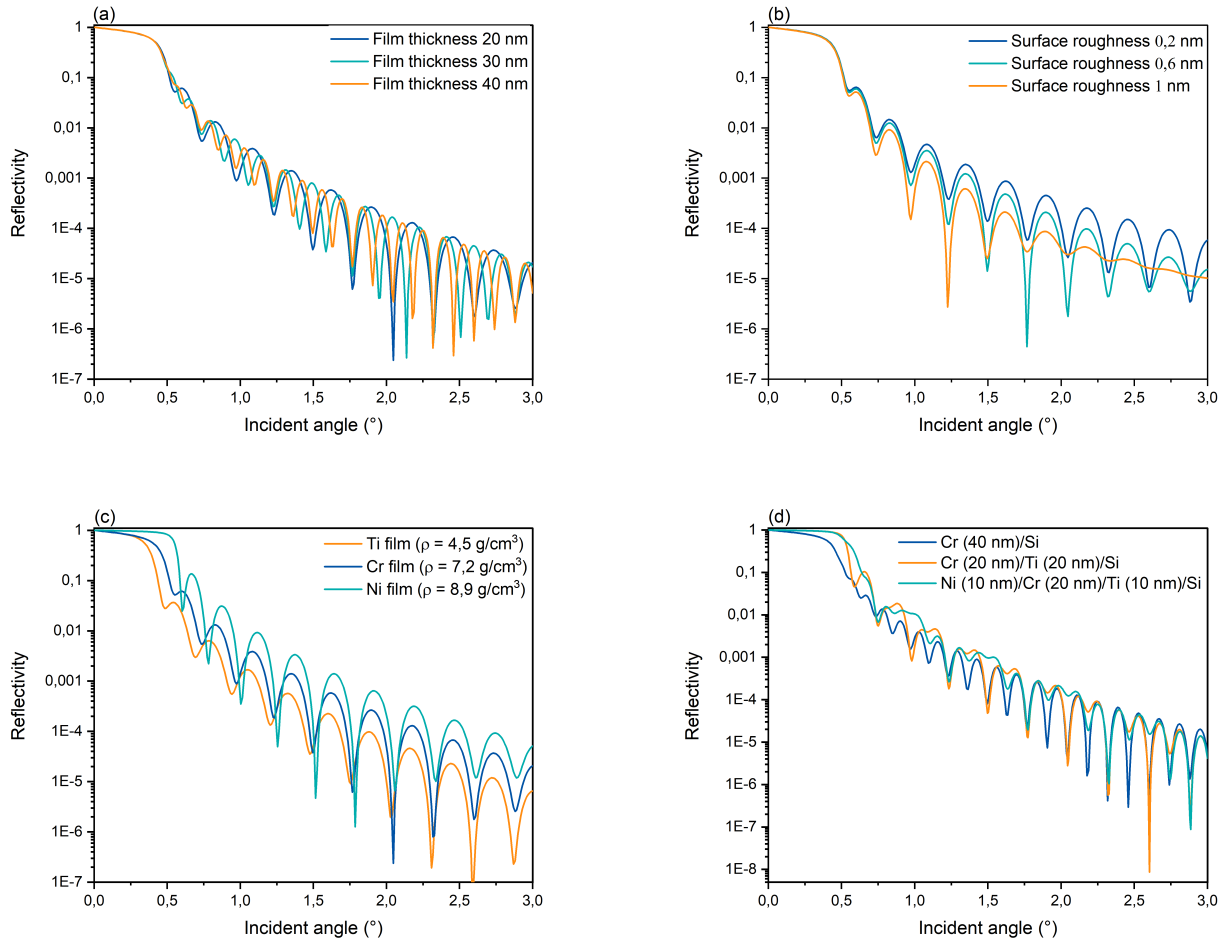 (a)
Film thickness 20 nm
Film thickness 30 nm
Film thickness 40 nm
1
0,1
0,01
0,001
1E-4
1E-5
1E-6
1E-7
Reflectivity
0,0 0,5 1,0 1,5 2,0 2,5 3,0
Incident angle (°)
(b)
Surface roughness 0,2 nm
Surface roughness 0,6 nm
Surface roughness 1 nm
1
0,1
0,01
0,001
1E-4
1E-5
1E-6
1E-7
Reflectivity
0,0 0,5 1,0 1,5 2,0 2,5 3,0
Incident angle (°)
(c)
Ti film (ρ = 4,5 g/cm³)
Cr film (ρ = 7,2 g/cm³)
Ni film (ρ = 8,9 g/cm³)
1
0,1
0,01
0,001
1E-4
1E-5
1E-6
1E-7
Reflectivity
0,0 0,5 1,0 1,5 2,0 2,5 3,0
Incident angle (°)
(d)
Cr (40 nm)/Si
Cr (20 nm)/Ti (20 nm)/Si
Ni (10 nm)/Cr (20 nm)/Ti (10 nm)/Si
1
0,1
0,01
0,001
1E-4
1E-5
1E-6
1E-7
1E-8
Reflectivity
0,0 0,5 1,0 1,5 2,0 2,5 3,0
Incident angle (°)